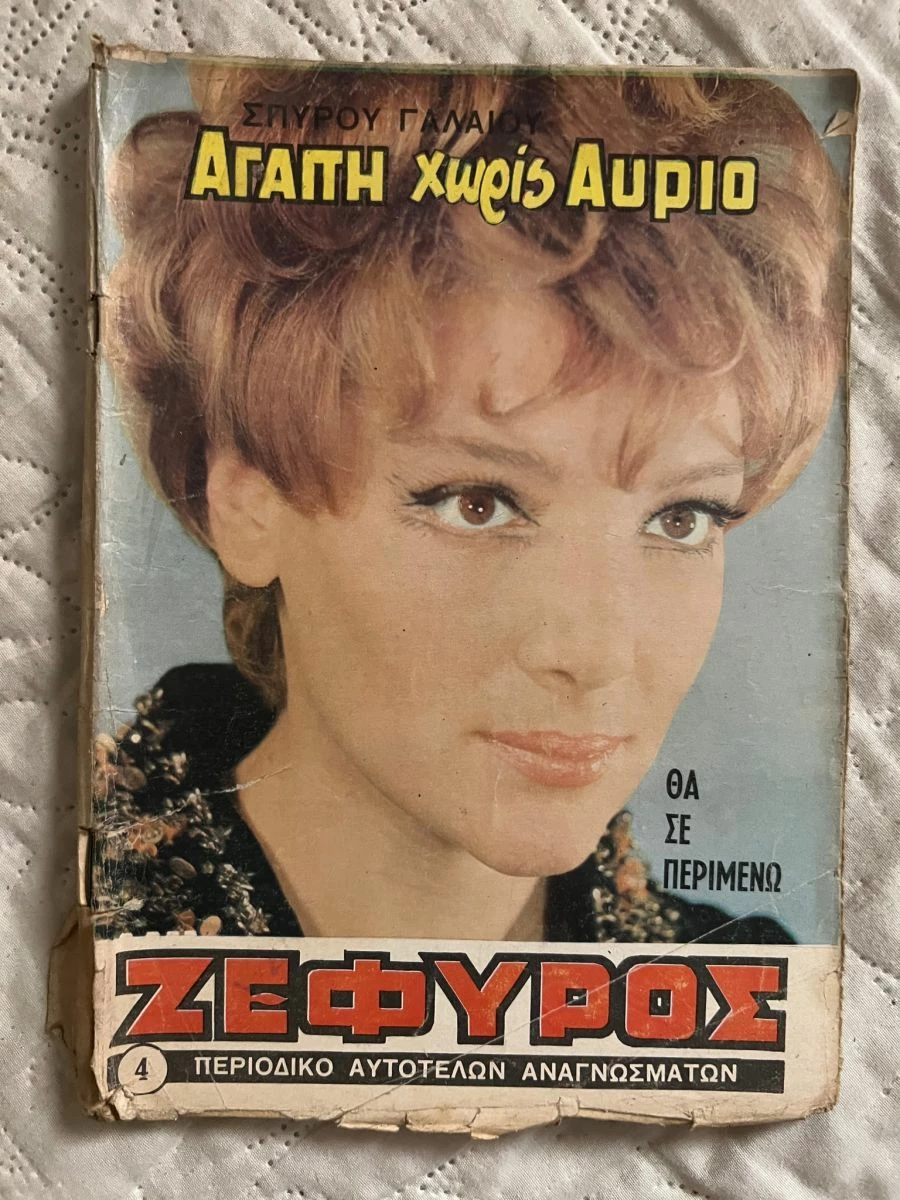 ΣΠΥΡΟΥ ΓΑΛΑΙΟΥ
ΑΓΑΠΗ χωρίς ΑΥΡΙΟ
ΘΑ
ΣΕ
ΠΕΡΙΜΕΝΩ
ΖΕΦΥΡΟΣ
4 ΠΕΡΙΟΔΙΚΟ ΑΥΤΟΤΕΛΩΝ ΑΝΑΓΝΩΣΜΑΤΩΝ